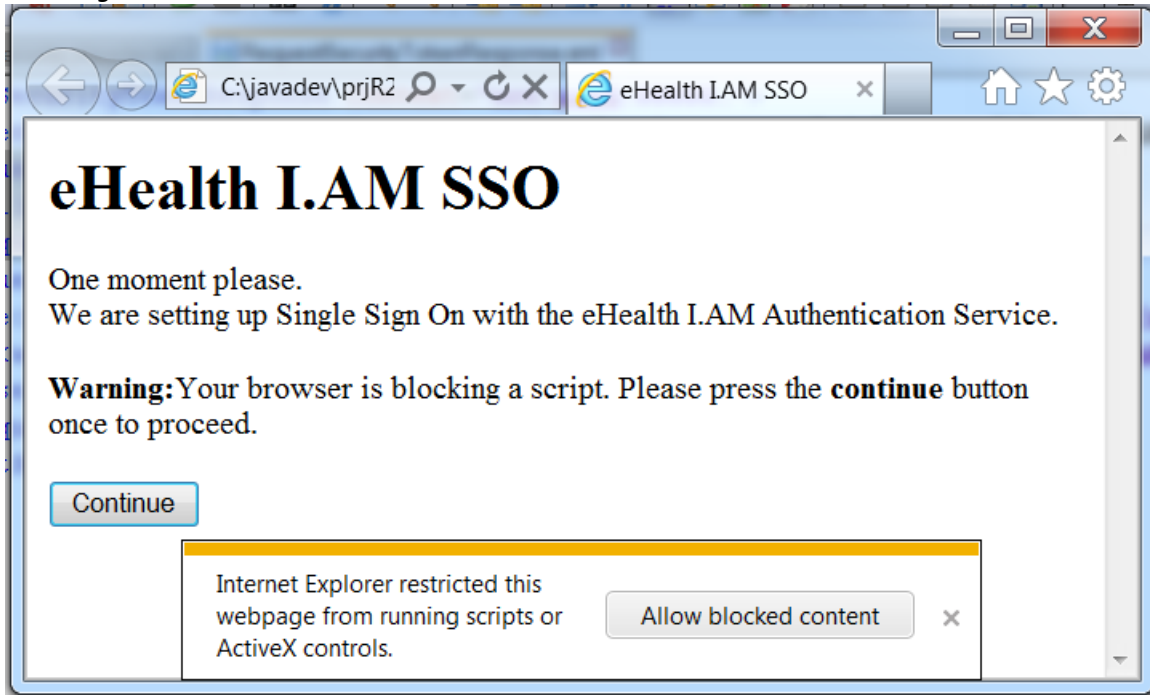 C:\javadev\prjR2
eHealth I.AM SSO
eHealth I.AM SSO
One moment please.
We are setting up Single Sign On with the eHealth I.AM Authentication Service.
Warning:Your browser is blocking a script. Please press the continue button
once to proceed.
Continue
Internet Explorer restricted this
webpage from running scripts or
ActiveX controls.
Allow blocked content